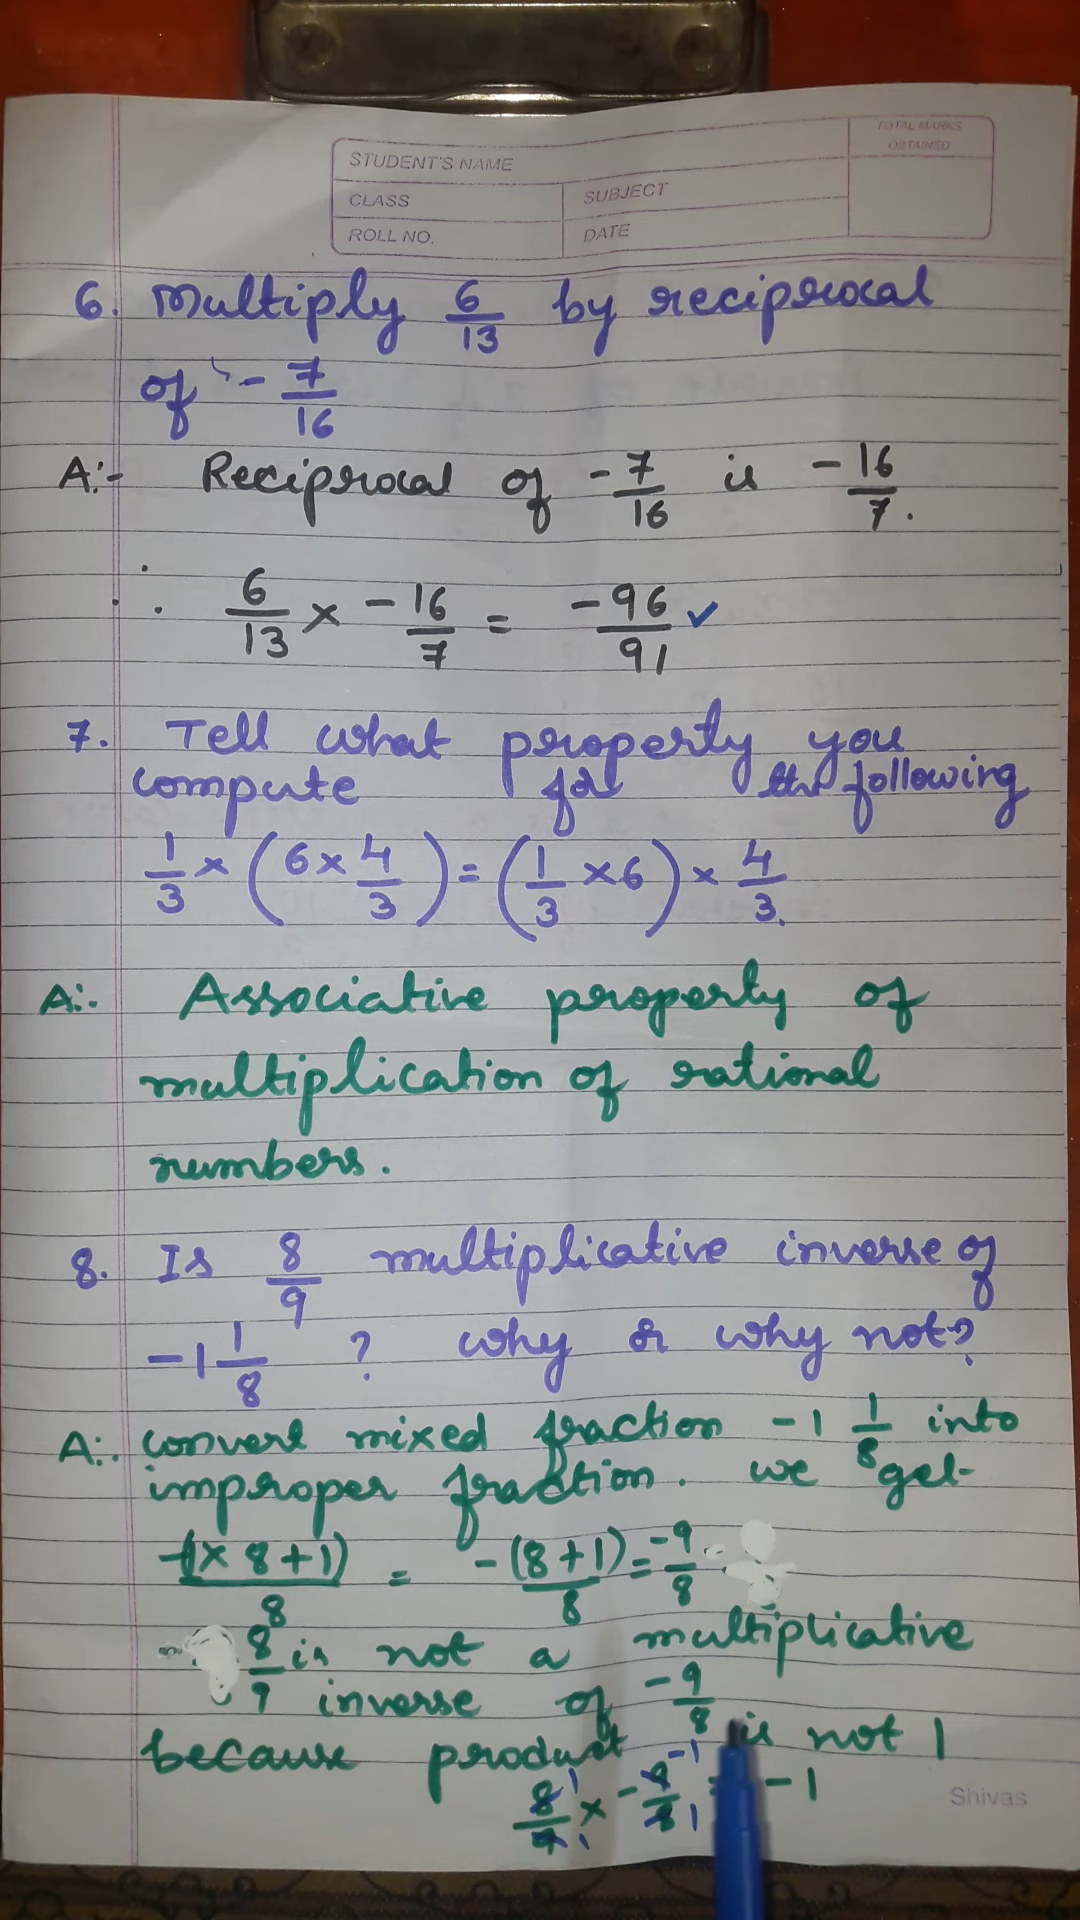 STUDENT'S NAME
TOTAL MARKS OBTAINED
CLASS SUBJECT
ROLL NO. DATE
6. Multiply 6/13 by reciprocal
of - 7/16
A:- Reciprocal of -7/16 is -16/7.
∴ 6/13 × -16/7 = -96/91 ✓
7. Tell what property you
compute for the following
1/3 × (6 × 4/3) = (1/3 × 6) × 4/3.
A:. Associative property of
multiplication of rational
numbers.
8. Is 8/9 multiplicative inverse of
-1 1/8 ? why or why not?
A:. convert mixed fraction -1 1/8 into
improper fraction. we get
-(1 × 8 + 1)/8 = -(8+1)/8 = -9/8
8/9 is not a multiplicative
inverse of -9/8
because product is not 1
8/9 × -9/8 = -1
Shivas